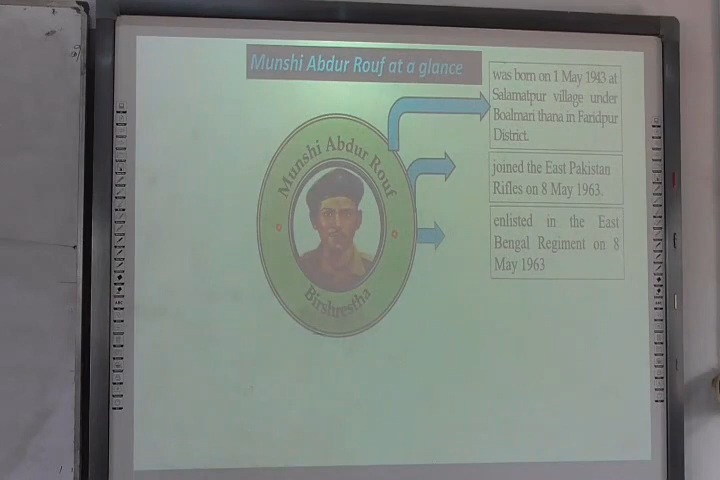 Munshi Abdur Rouf at a glance
was born on 1 May 1943 at
Salamatpur village under
Boalmari thana in Faridpur
District.
Munshi Abdur Rouf
Birshrestha
joined the East Pakistan
Rifles on 8 May 1963.
enlisted in the East
Bengal Regiment on 8
May 1963